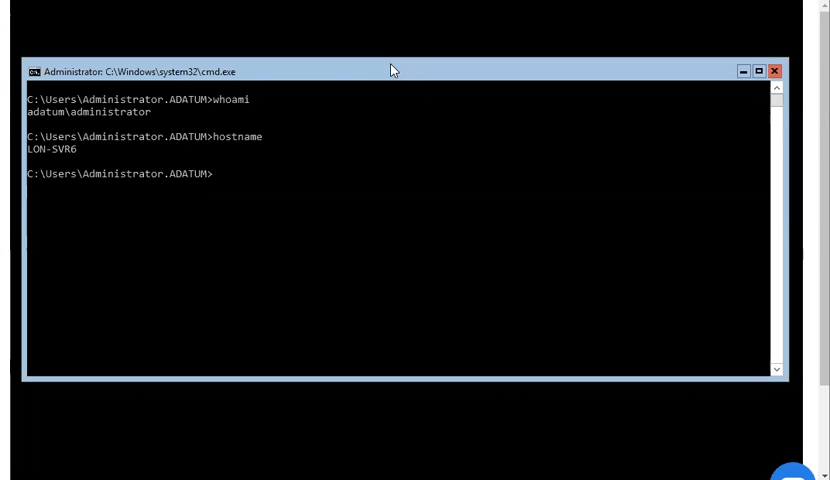 Administrator: C:\Windows\system32\cmd.exe
C:\Users\Administrator.ADATUM>whoami
adatum\administrator
C:\Users\Administrator.ADATUM>hostname
LON-SVR6
C:\Users\Administrator.ADATUM>